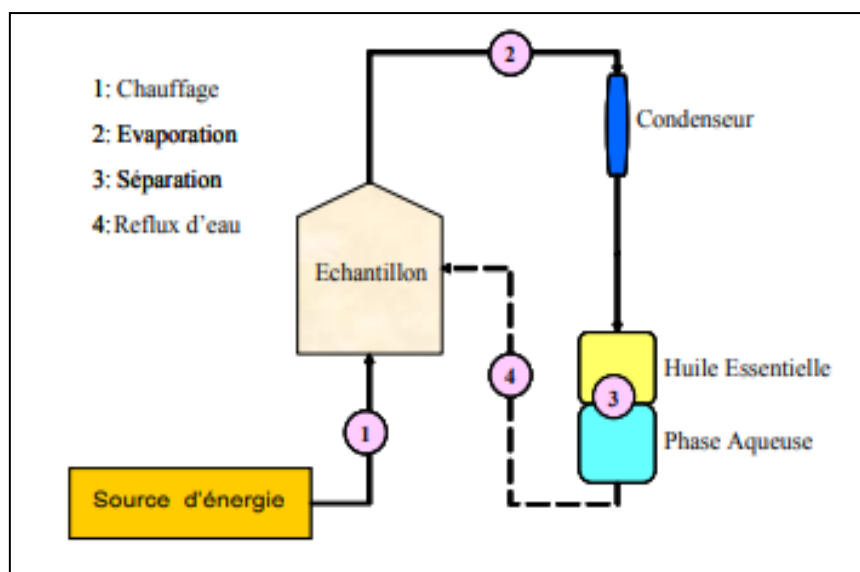 1: Chauffage
2: Evaporation
3: Séparation
4: Reflux d'eau
2
Condenseur
Echantillon
Huile Essentielle
4
3
1
Phase Aqueuse
Source d'énergie